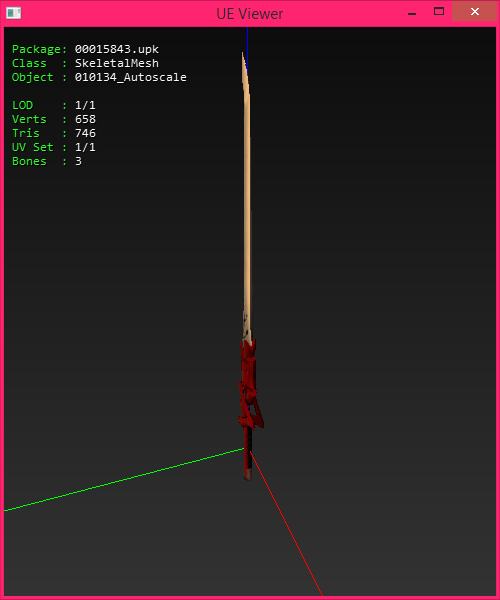 UE Viewer
Package: 00015843.upk
Class  : SkeletalMesh
Object : 010134_Autoscale
LOD    : 1/1
Verts  : 658
Tris   : 746
UV Set : 1/1
Bones  : 3